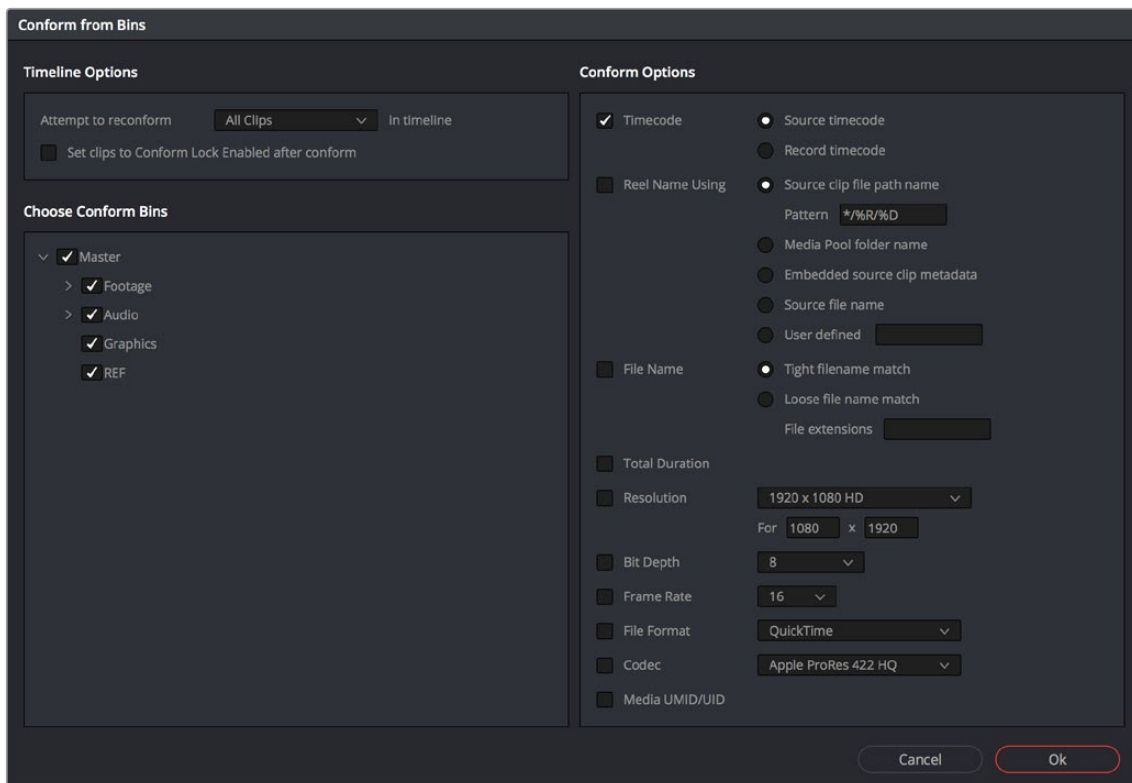 Conform from Bins
Timeline Options
Attempt to reconform All Clips in timeline
Set clips to Conform Lock Enabled after conform
Choose Conform Bins
Master
Footage
Audio
Graphics
REF
Conform Options
Timecode Source timecode
Record timecode
Reel Name Using Source clip file path name
Pattern */%R/%D
Media Pool folder name
Embedded source clip metadata
Source file name
User defined
File Name Tight filename match
Loose file name match
File extensions
Total Duration
Resolution 1920 x 1080 HD
For 1080 x 1920
Bit Depth 8
Frame Rate 16
File Format QuickTime
Codec Apple ProRes 422 HQ
Media UMID/UID
Cancel Ok